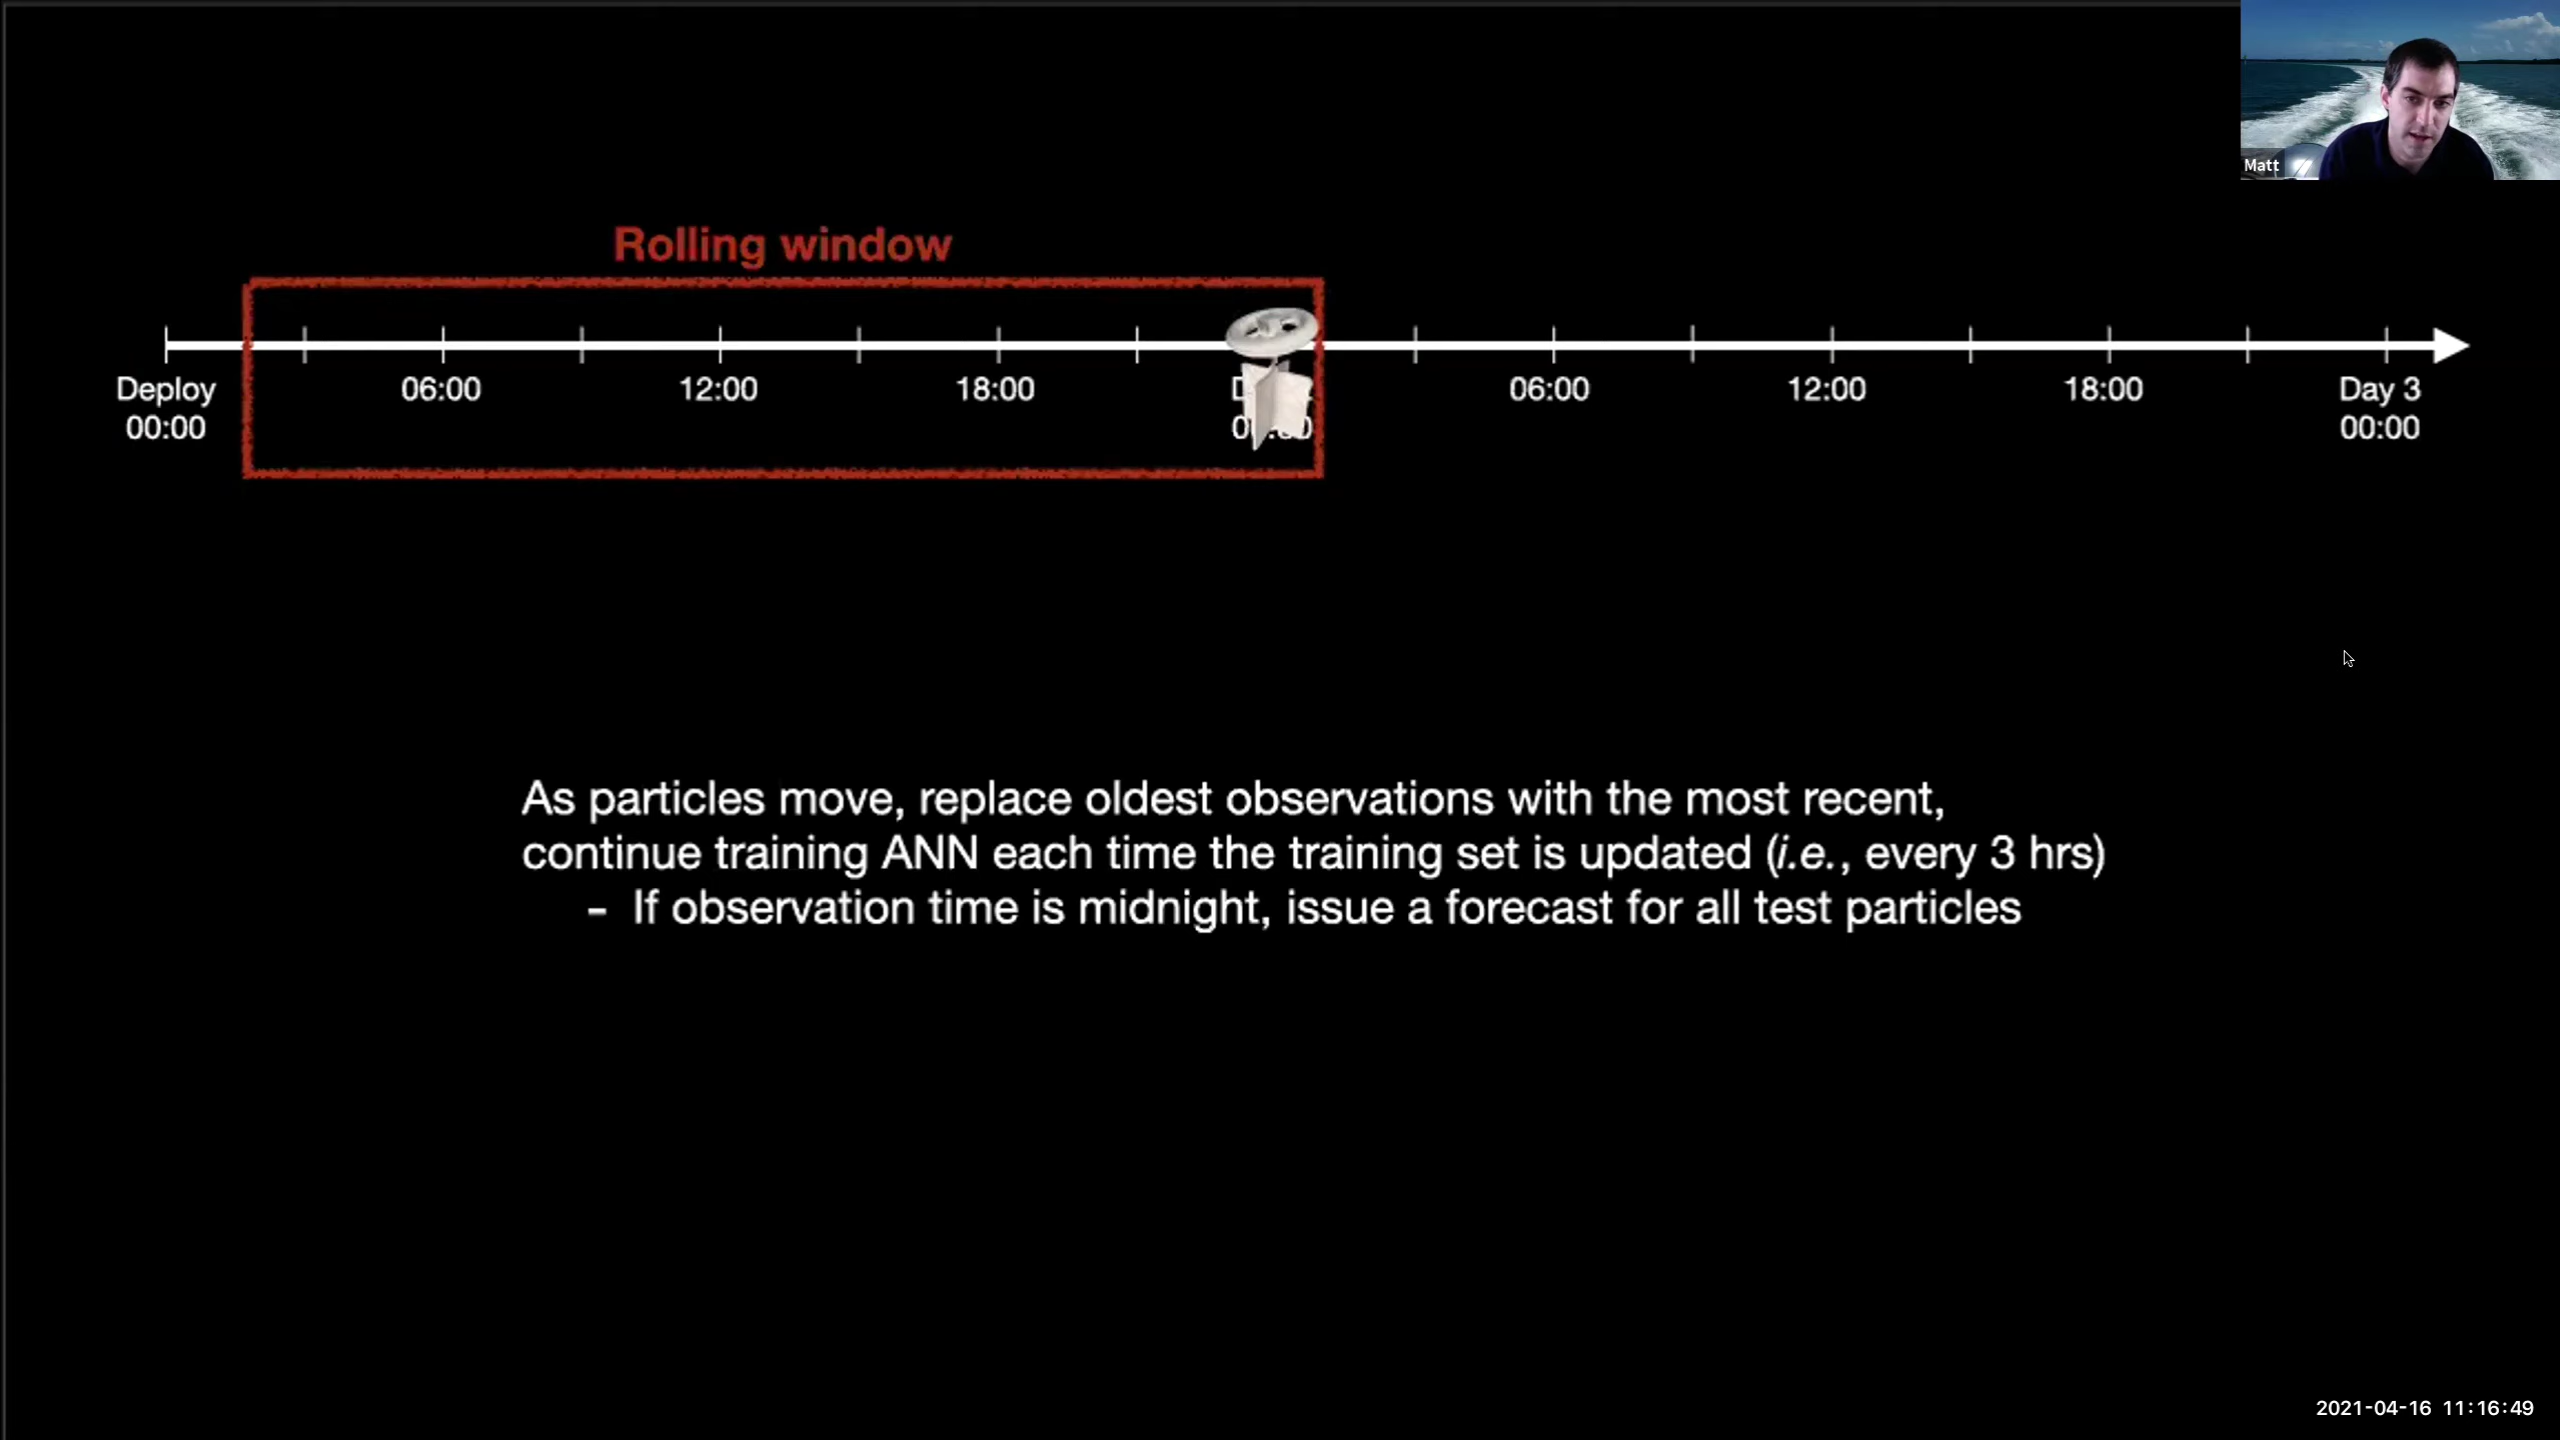 Matt
Rolling window
Deploy
00:00
06:00
12:00
18:00
06:00
12:00
18:00
Day 3
00:00
As particles move, replace oldest observations with the most recent,
continue training ANN each time the training set is updated (i.e., every 3 hrs)
- If observation time is midnight, issue a forecast for all test particles
2021-04-16 11:16:49